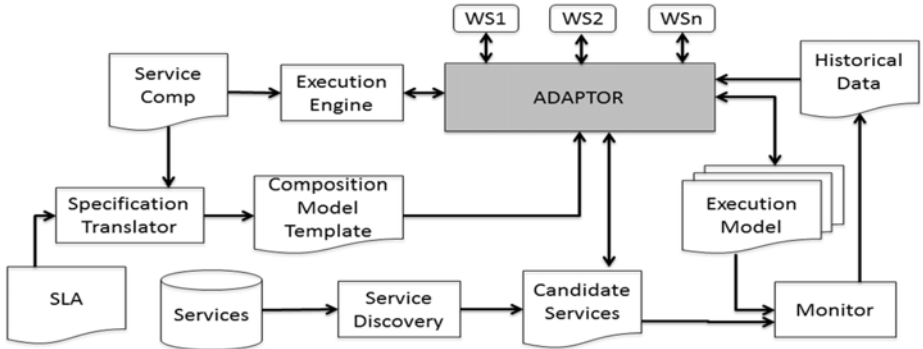 WS1
WS2
WSn
Service
Comp
Execution
Engine
ADAPTOR
Historical
Data
Specification
Translator
Composition
Model
Template
Execution
Model
SLA
Services
Service
Discovery
Candidate
Services
Monitor